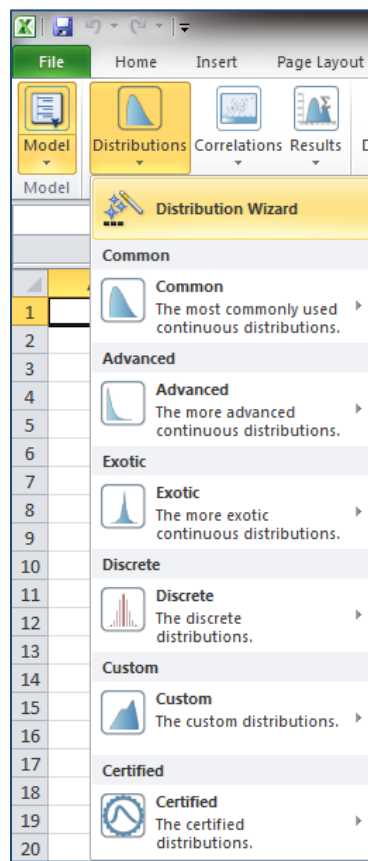 File Home Insert Page Layout
Model Distributions Correlations Results D
Model
Distribution Wizard
Common
Common
The most commonly used
continuous distributions.
Advanced
Advanced
The more advanced
continuous distributions.
Exotic
Exotic
The more exotic
continuous distributions.
Discrete
Discrete
The discrete
distributions.
Custom
Custom
The custom distributions.
Certified
Certified
The certified
distributions.
1
2
3
4
5
6
7
8
9
10
11
12
13
14
15
16
17
18
19
20